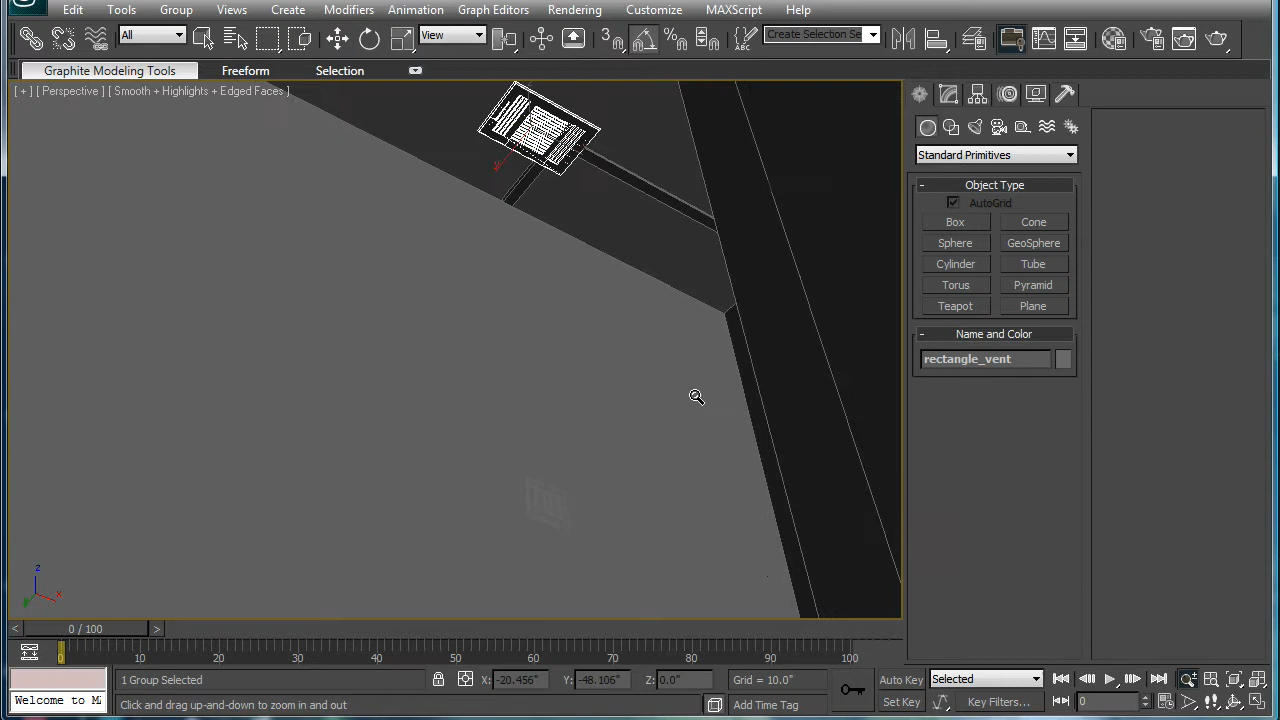 Edit Tools Group Views Create Modifiers Animation Graph Editors Rendering Customize MAXScript Help
All View 3 % ABC Create Selection Se
Graphite Modeling Tools Freeform Selection
[ + ] [ Perspective ] [ Smooth + Highlights + Edged Faces ]
Standard Primitives
- Object Type
AutoGrid
Box Cone
Sphere GeoSphere
Cylinder Tube
Torus Pyramid
Teapot Plane
- Name and Color
rectangle_vent
z
x
y
< 0 / 100 >
0 10 20 30 40 50 60 70 80 90 100
1 Group Selected X: -20.456" Y: -48.106" Z: 0.0" Grid = 10.0" Auto Key Selected
Welcome to M Click and drag up-and-down to zoom in and out Add Time Tag Set Key Key Filters... 0